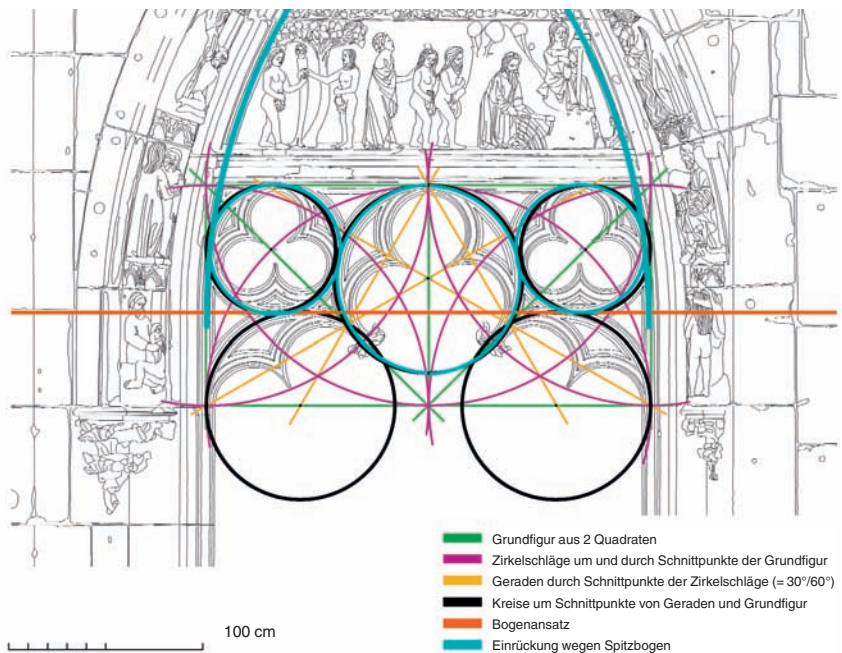 Grundfigur aus 2 Quadraten
Zirkelschläge um und durch Schnittpunkte der Grundfigur
Geraden durch Schnittpunkte der Zirkelschläge (= 30°/60°)
Kreise um Schnittpunkte von Geraden und Grundfigur
Bogenansatz
Einrückung wegen Spitzbogen
100 cm